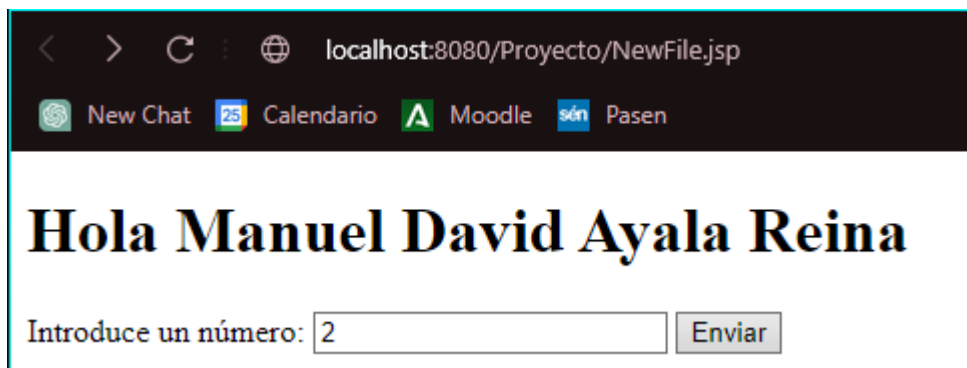 localhost:8080/Proyecto/NewFile.jsp
New Chat 25 Calendario Moodle sén Pasen
Hola Manuel David Ayala Reina
Introduce un número: 2 Enviar